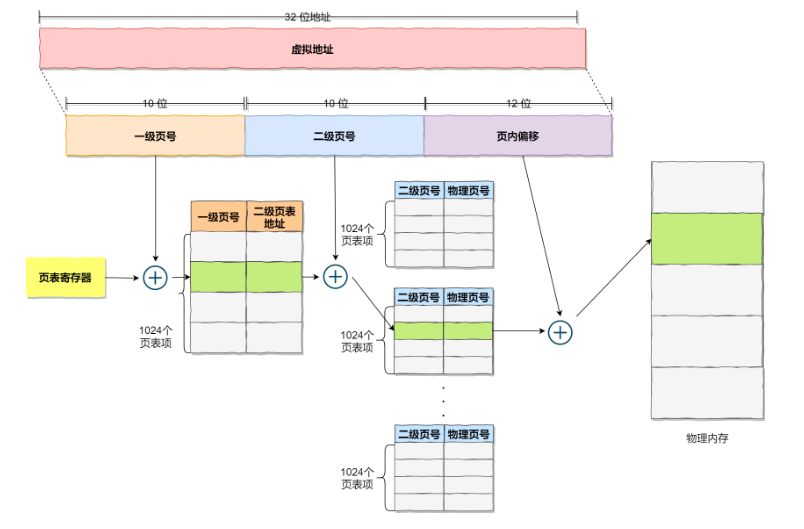 32 位地址
虚拟地址
10 位
10 位
12 位
一级页号
二级页号
页内偏移
二级页号
物理页号
1024个
页表项
一级页号
二级页表
地址
页表寄存器
1024个
页表项
二级页号
物理页号
1024个
页表项
二级页号
物理页号
1024个
页表项
物理内存